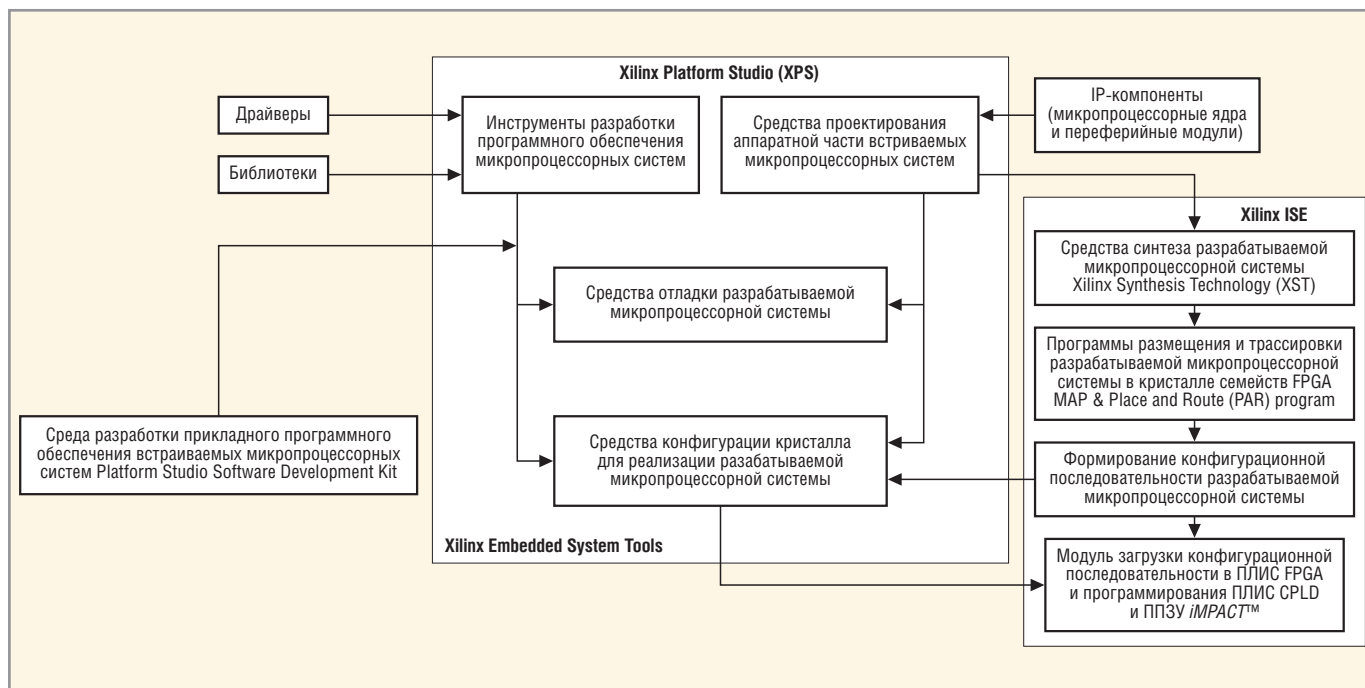 Xilinx Platform Studio (XPS)
Драйверы
Библиотеки
Инструменты разработки
программного обеспечения
микропроцессорных систем
Средства проектирования
аппаратной части встриваемых
микропроцессорных систем
IP-компоненты
(микропроцессорные ядра
и переферийные модули)
Xilinx ISE
Средства синтеза разрабатываемой
микропроцессорной системы
Xilinx Synthesis Technology (XST)
Средства отладки разрабатываемой
микропроцессорной системы
Программы размещения и трассировки
разрабатываемой микропроцессорной
системы в кристалле семейств FPGA
MAP & Place and Route (PAR) program
Среда разработки прикладного программного
обеспечения встраиваемых микропроцессорных
систем Platform Studio Software Development Kit
Средства конфигурации кристалла
для реализации разабатываемой
микропроцессорной системы
Формирование конфигурационной
последовательности разрабатываемой
микропроцессорной системы
Xilinx Embedded System Tools
Модуль загрузки конфигурационной
последовательности в ПЛИС FPGA
и программирования ПЛИС CPLD
и ППЗУ iMPACT™